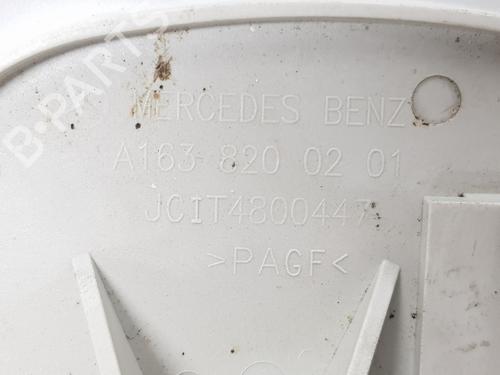 B-PARTS
MERCEDES BENZ
A163 820 02 01
JCIT4800447
>PAGF<